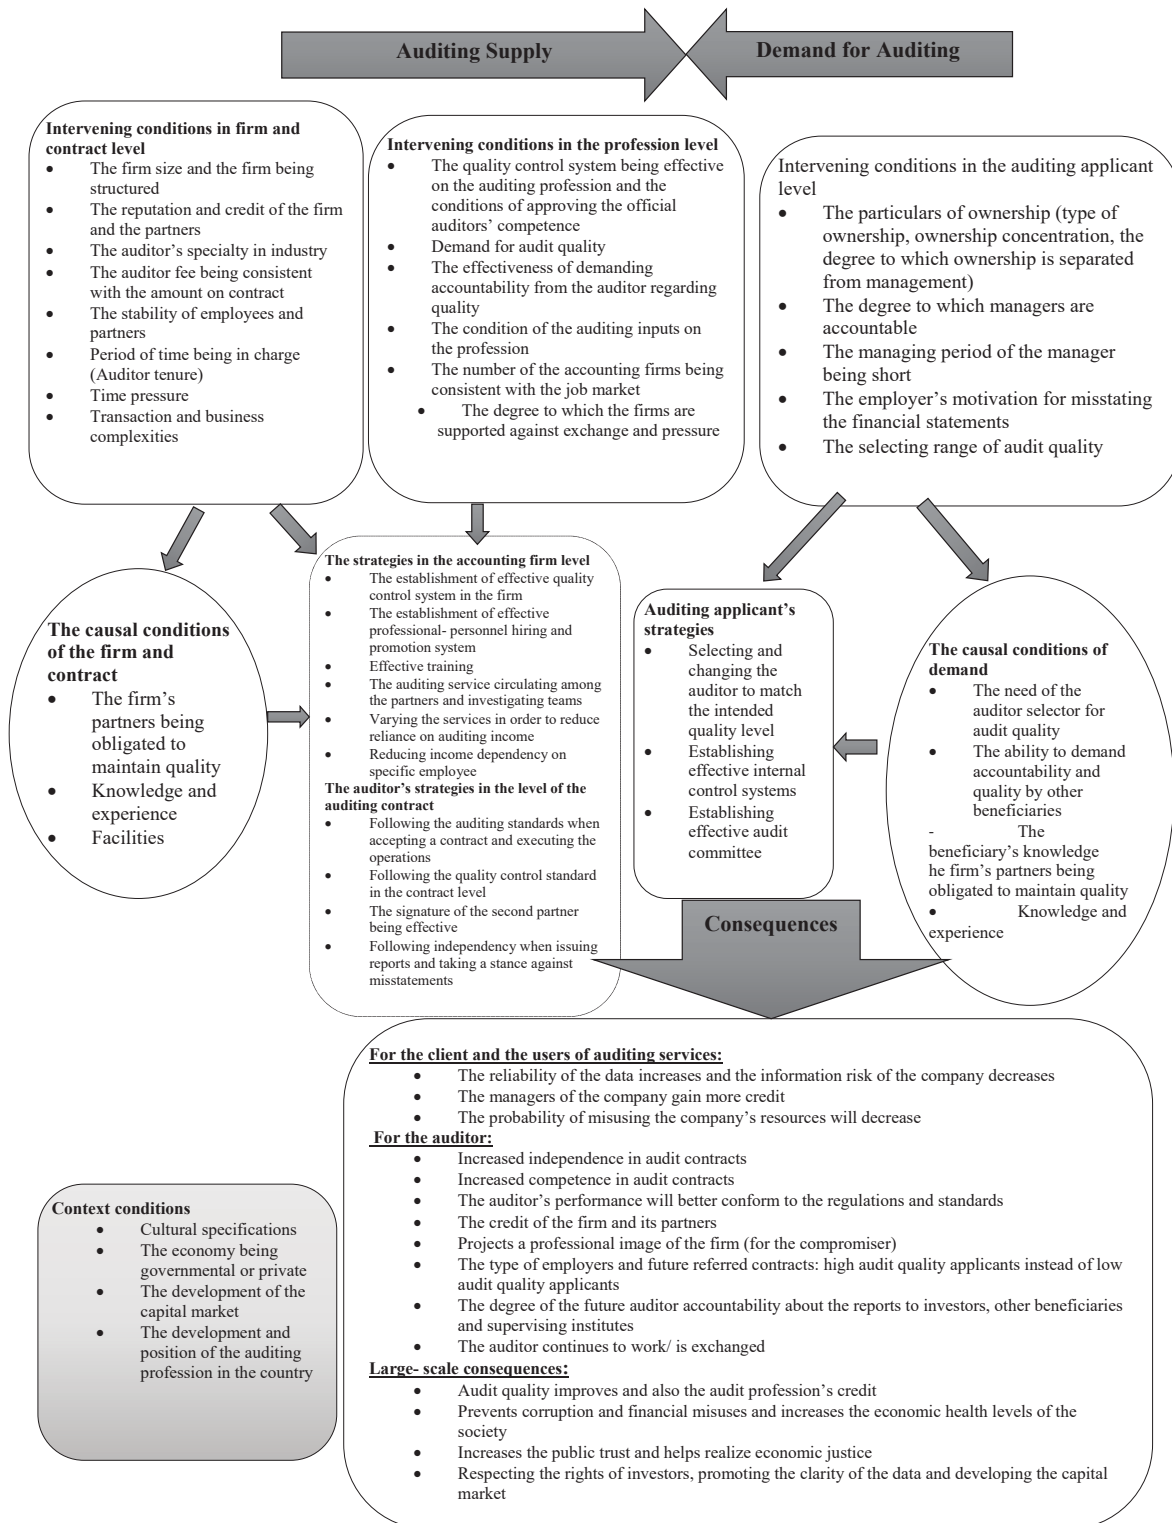 Auditing Supply
Demand for Auditing
Intervening conditions in firm and
contract level
• The firm size and the firm being
structured
• The reputation and credit of the firm
and the partners
• The auditor's specialty in industry
• The auditor fee being consistent
with the amount on contract
• The stability of employees and
partners
• Period of time being in charge
(Auditor tenure)
• Time pressure
• Transaction and business
complexities
Intervening conditions in the profession level
• The quality control system being effective
on the auditing profession and the
conditions of approving the official
auditors' competence
• Demand for audit quality
• The effectiveness of demanding
accountability from the auditor regarding
quality
• The condition of the auditing inputs on
the profession
• The number of the accounting firms being
consistent with the job market
• The degree to which the firms are
supported against exchange and pressure
Intervening conditions in the auditing applicant
level
• The particulars of ownership (type of
ownership, ownership concentration, the
degree to which ownership is separated
from management)
• The degree to which managers are
accountable
• The managing period of the manager
being short
• The employer's motivation for misstating
the financial statements
• The selecting range of audit quality
The causal conditions
of the firm and
contract
• The firm's
partners being
obligated to
maintain quality
• Knowledge and
experience
• Facilities
The strategies in the accounting firm level
• The establishment of effective quality
control system in the firm
• The establishment of effective
professional- personnel hiring and
promotion system
• Effective training
• The auditing service circulating among
the partners and investigating teams
• Varying the services in order to reduce
reliance on auditing income
• Reducing income dependency on
specific employee
The auditor's strategies in the level of the
auditing contract
• Following the auditing standards when
accepting a contract and executing the
operations
• Following the quality control standard
in the contract level
• The signature of the second partner
being effective
• Following independency when issuing
reports and taking a stance against
misstatements
Auditing applicant's
strategies
• Selecting and
changing the
auditor to match
the intended
quality level
• Establishing
effective internal
control systems
• Establishing
effective audit
committee
The causal conditions of
demand
• The need of the
auditor selector for
audit quality
• The ability to demand
accountability and
quality by other
beneficiaries
- The
beneficiary's knowledge
he firm's partners being
obligated to maintain quality
• Knowledge and
experience
Consequences
For the client and the users of auditing services:
• The reliability of the data increases and the information risk of the company decreases
• The managers of the company gain more credit
• The probability of misusing the company's resources will decrease
For the auditor:
• Increased independence in audit contracts
• Increased competence in audit contracts
• The auditor's performance will better conform to the regulations and standards
• The credit of the firm and its partners
• Projects a professional image of the firm (for the compromiser)
• The type of employers and future referred contracts: high audit quality applicants instead of low
audit quality applicants
• The degree of the future auditor accountability about the reports to investors, other beneficiaries
and supervising institutes
• The auditor continues to work/ is exchanged
Large- scale consequences:
• Audit quality improves and also the audit profession's credit
• Prevents corruption and financial misuses and increases the economic health levels of the
society
• Increases the public trust and helps realize economic justice
• Respecting the rights of investors, promoting the clarity of the data and developing the capital
market
Context conditions
• Cultural specifications
• The economy being
governmental or private
• The development of the
capital market
• The development and
position of the auditing
profession in the country